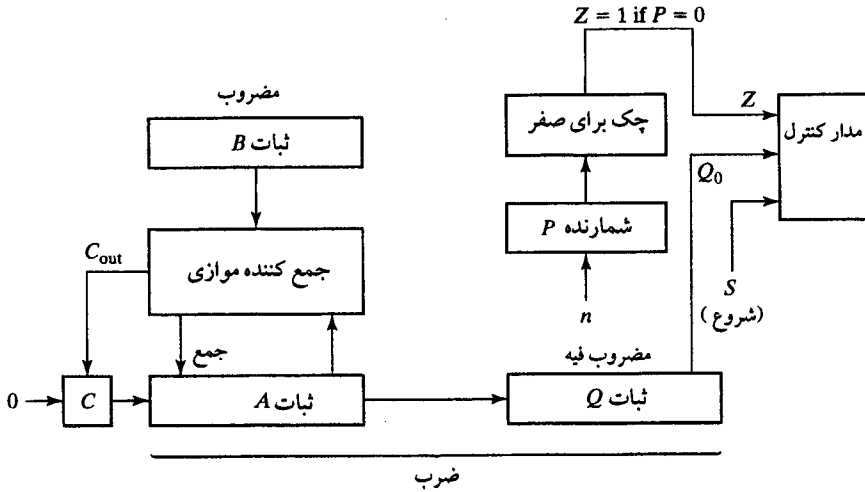 Z = 1 if P = 0
مضروب
ثبات B
چک برای صفر
Z
مدار کنترل
Q₀
شمارنده P
S
(شروع)
n
C_out
جمع کننده موازی
جمع
مضروب فیه
0
C
ثبات A
ثبات Q
ضرب